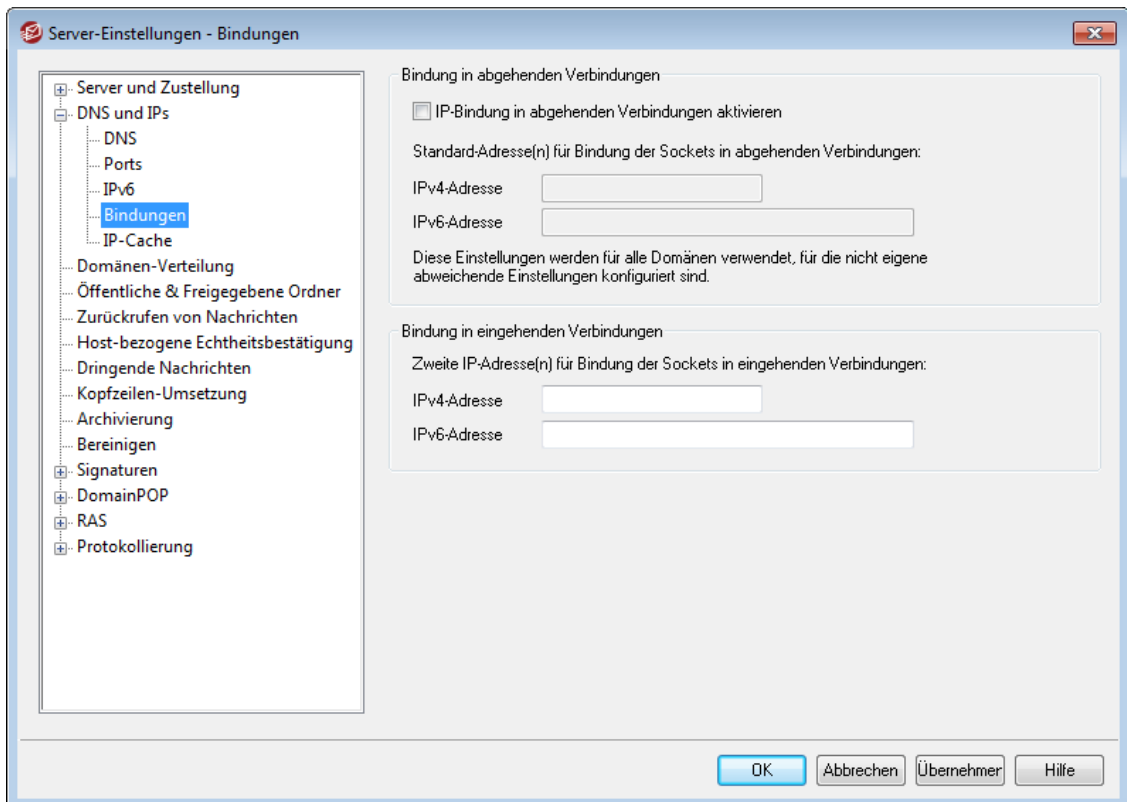 Server-Einstellungen - Bindungen
Server und Zustellung
DNS und IPs
DNS
Ports
IPv6
Bindungen
IP-Cache
Domänen-Verteilung
Öffentliche & Freigegebene Ordner
Zurückrufen von Nachrichten
Host-bezogene Echtheitsbestätigung
Dringende Nachrichten
Kopfzeilen-Umsetzung
Archivierung
Bereinigen
Signaturen
DomainPOP
RAS
Protokollierung
Bindung in abgehenden Verbindungen
IP-Bindung in abgehenden Verbindungen aktivieren
Standard-Adresse(n) für Bindung der Sockets in abgehenden Verbindungen:
IPv4-Adresse
IPv6-Adresse
Diese Einstellungen werden für alle Domänen verwendet, für die nicht eigene
abweichende Einstellungen konfiguriert sind.
Bindung in eingehenden Verbindungen
Zweite IP-Adresse(n) für Bindung der Sockets in eingehenden Verbindungen:
IPv4-Adresse
IPv6-Adresse
OK
Abbrechen
Übernehmer
Hilfe